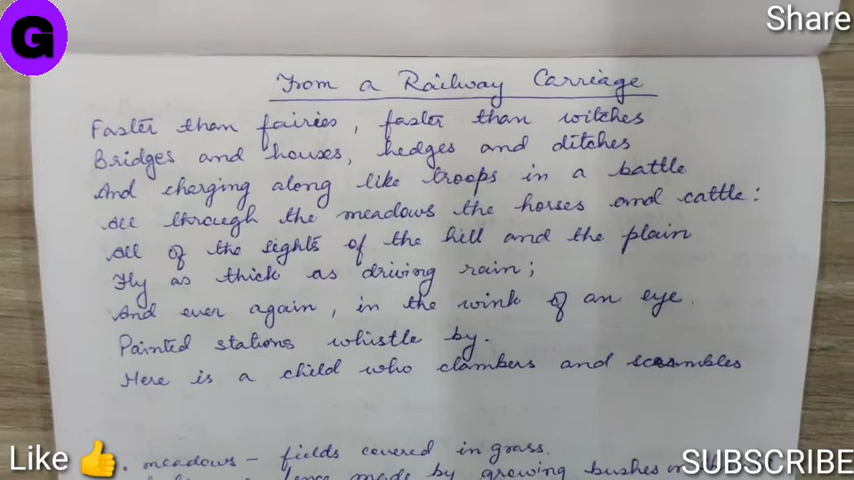 G
Share
From a Railway Carriage
Faster than fairies, faster than witches
Bridges and houses, hedges and ditches
And charging along like troops in a battle
All through the meadows the horses and cattle:
All of the sights of the hill and the plain
Fly as thick as driving rain;
And ever again, in the wink of an eye.
Painted stations whistle by.
Here is a child who clambers and scrambles
. meadows – fields covered in grass.
Like
fence made by growing bushes
SUBSCRIBE